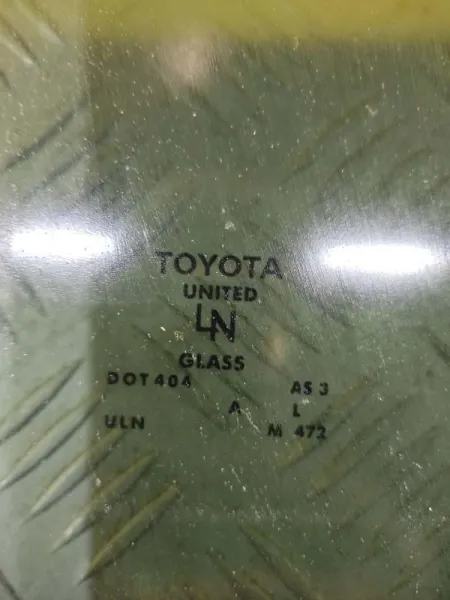 TOYOTA
UNITED
LN
GLASS
DOT 404 AS 3
A L
ULN M 472